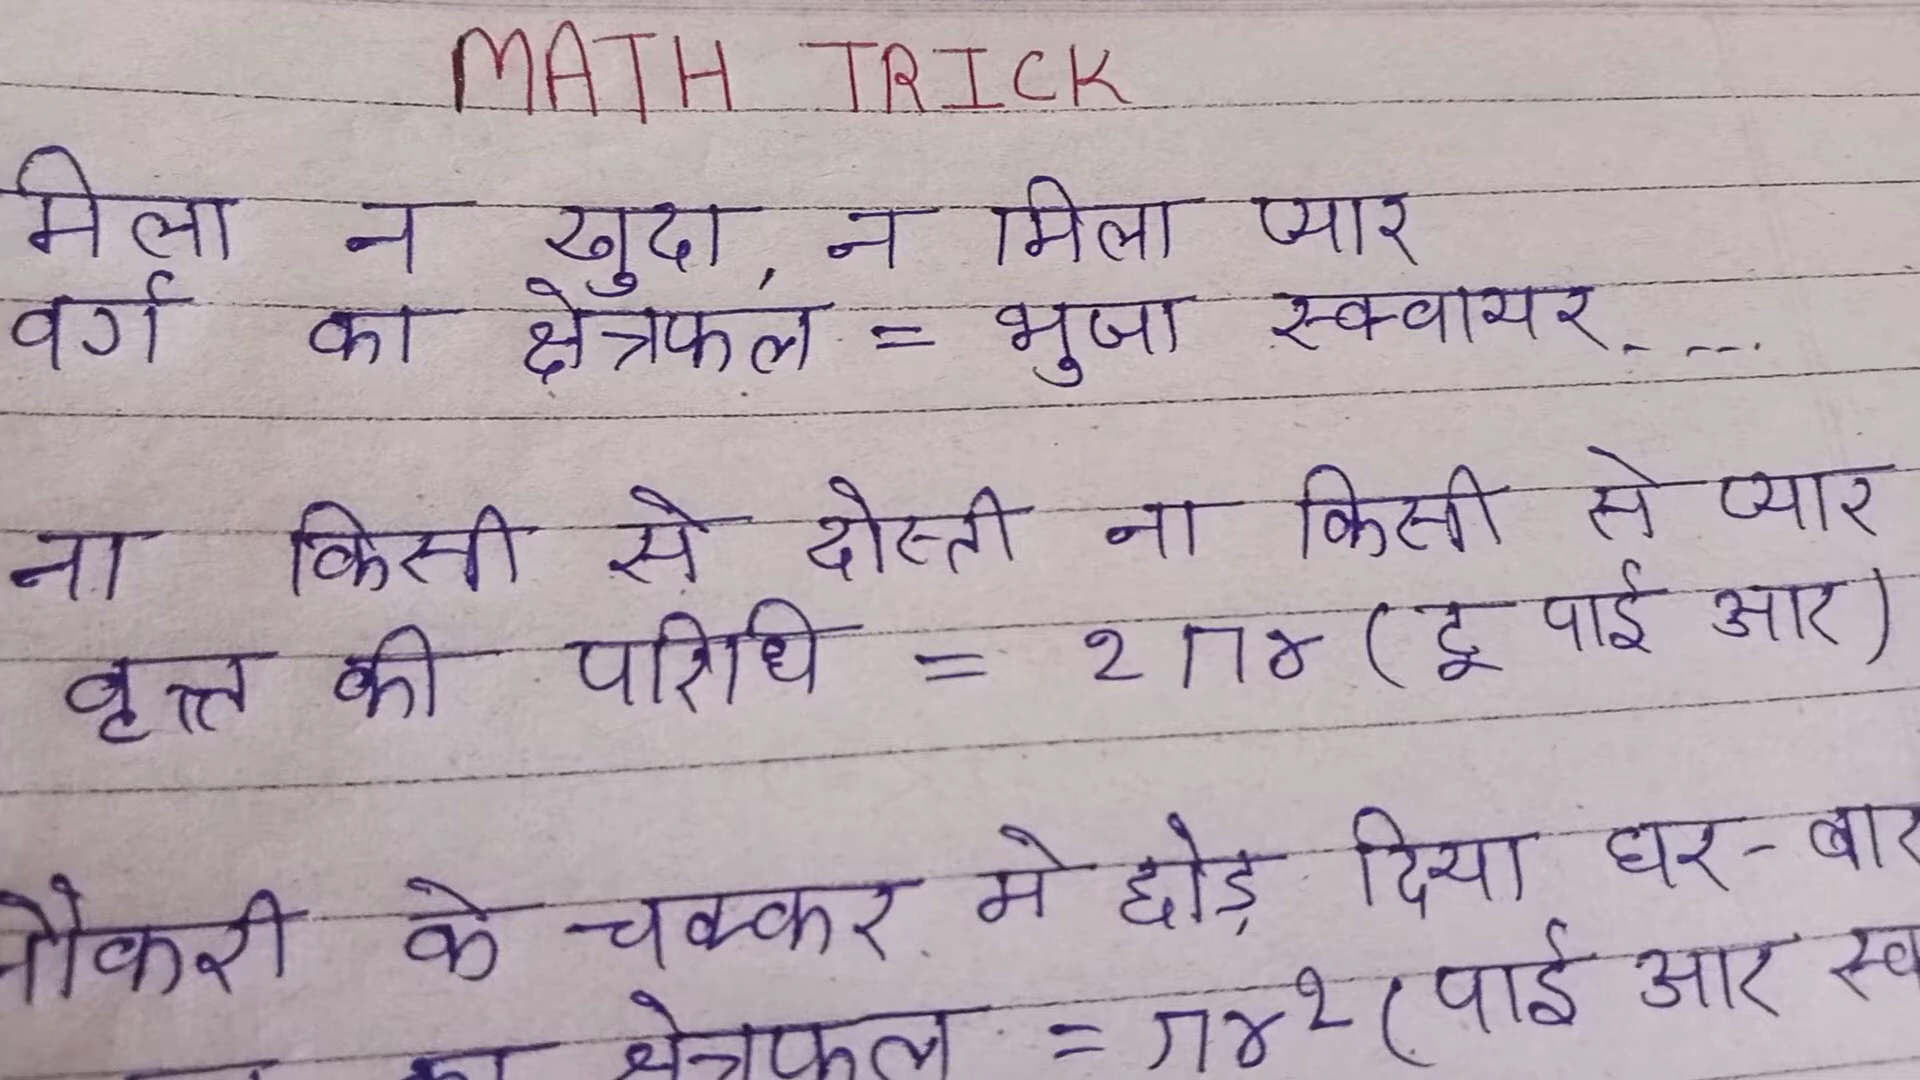 MATH TRICK
मिला न खुदा, न मिला प्यार
वर्ग का क्षेत्रफल = भुजा स्क्वायर....
ना किसी से दोस्ती ना किसी से प्यार
वृत्त की परिधि = 2πr (टू पाई आर)
नौकरी के चक्कर मे छोड़ दिया घर-बार
का क्षेत्रफल = πr² (पाई आर